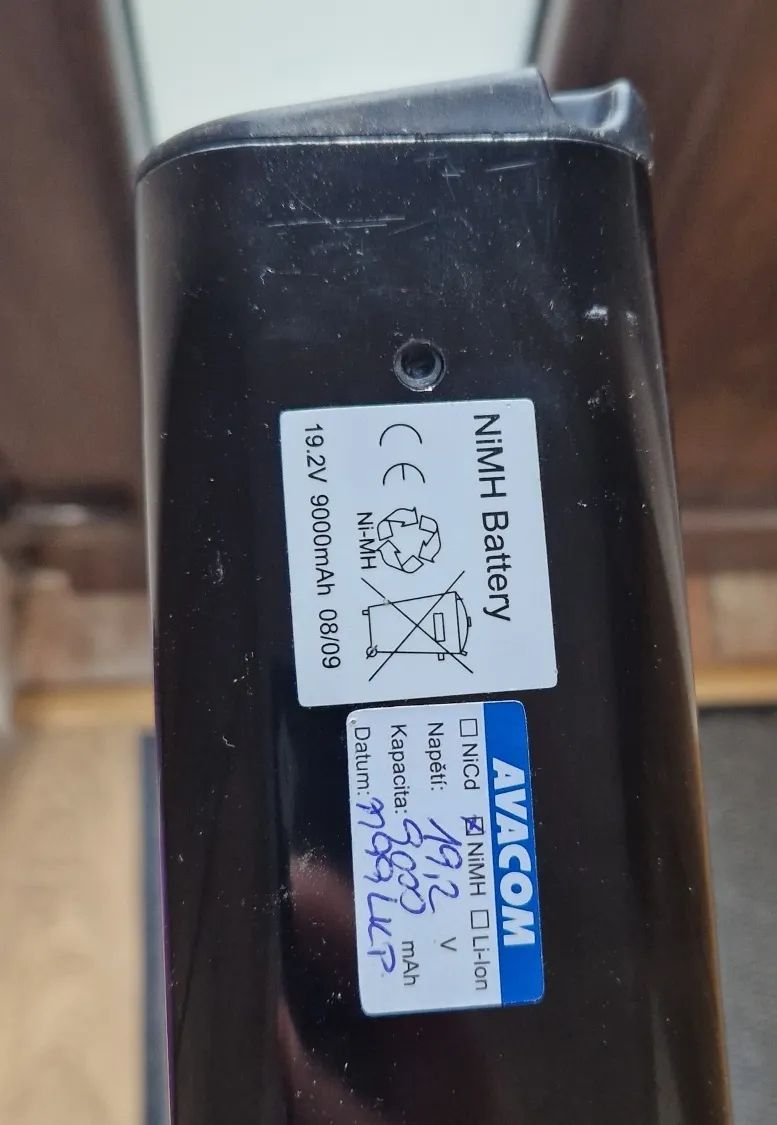 NiMH Battery
CE
Ni-MH
19.2V 9000mAh 08/09
AVACOM
☐ NiCd ☒ NiMH ☐ Li-Ion
Napětí: 19,2 V
Kapacita: 9000 mAh
Datum: